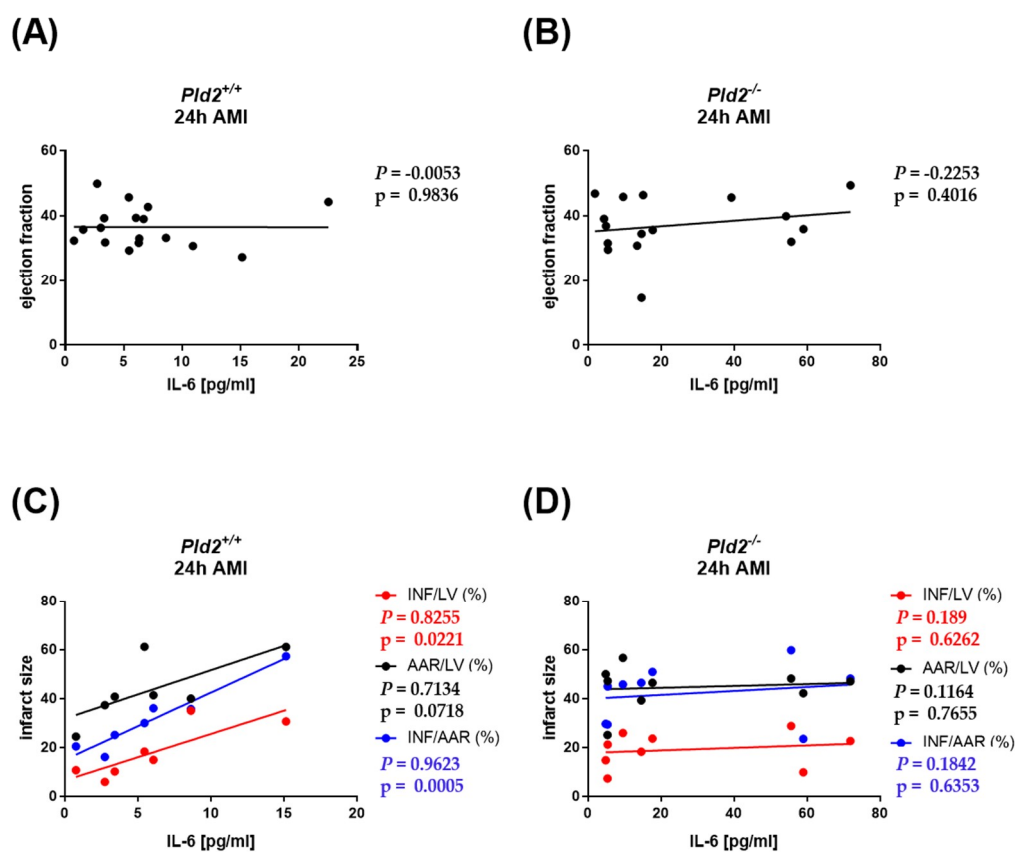 (A)
Pld2+/+
24h AMI
ejection fraction
60
40
20
0
0 5 10 15 20 25
IL-6 [pg/ml]
P = -0.0053
p = 0.9836
(B)
Pld2-/-
24h AMI
ejection fraction
60
40
20
0
0 20 40 60 80
IL-6 [pg/ml]
P = -0.2253
p = 0.4016
(C)
Pld2+/+
24h AMI
infarct size
80
60
40
20
0
0 5 10 15 20
IL-6 [pg/ml]
INF/LV (%)
P = 0.8255
p = 0.0221
AAR/LV (%)
P = 0.7134
p = 0.0718
INF/AAR (%)
P = 0.9623
p = 0.0005
(D)
Pld2-/-
24h AMI
infarct size
80
60
40
20
0
0 20 40 60 80
IL-6 [pg/ml]
INF/LV (%)
P = 0.189
p = 0.6262
AAR/LV (%)
P = 0.1164
p = 0.7655
INF/AAR (%)
P = 0.1842
p = 0.6353